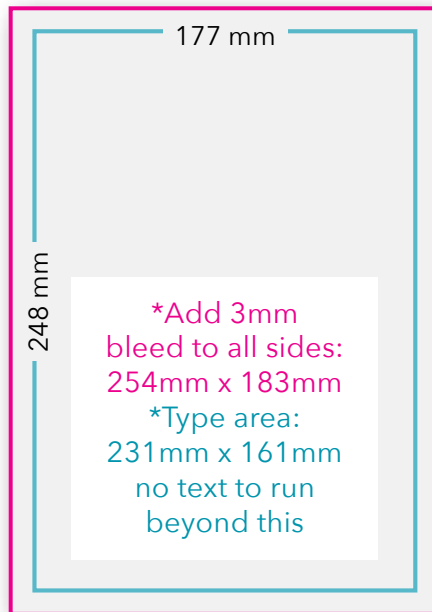 177 mm
248 mm
*Add 3mm
bleed to all sides:
254mm x 183mm
*Type area:
231mm x 161mm
no text to run
beyond this